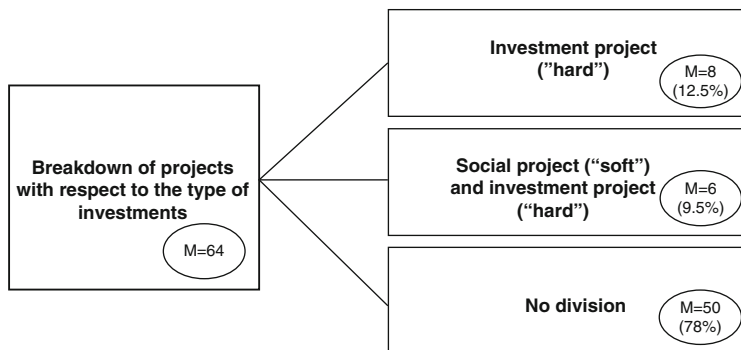 Breakdown of projects
with respect to the type of
investments
M=64
Investment project
(”hard”)
M=8
(12.5%)
Social project (“soft”)
and investment project
(“hard”)
M=6
(9.5%)
No division
M=50
(78%)